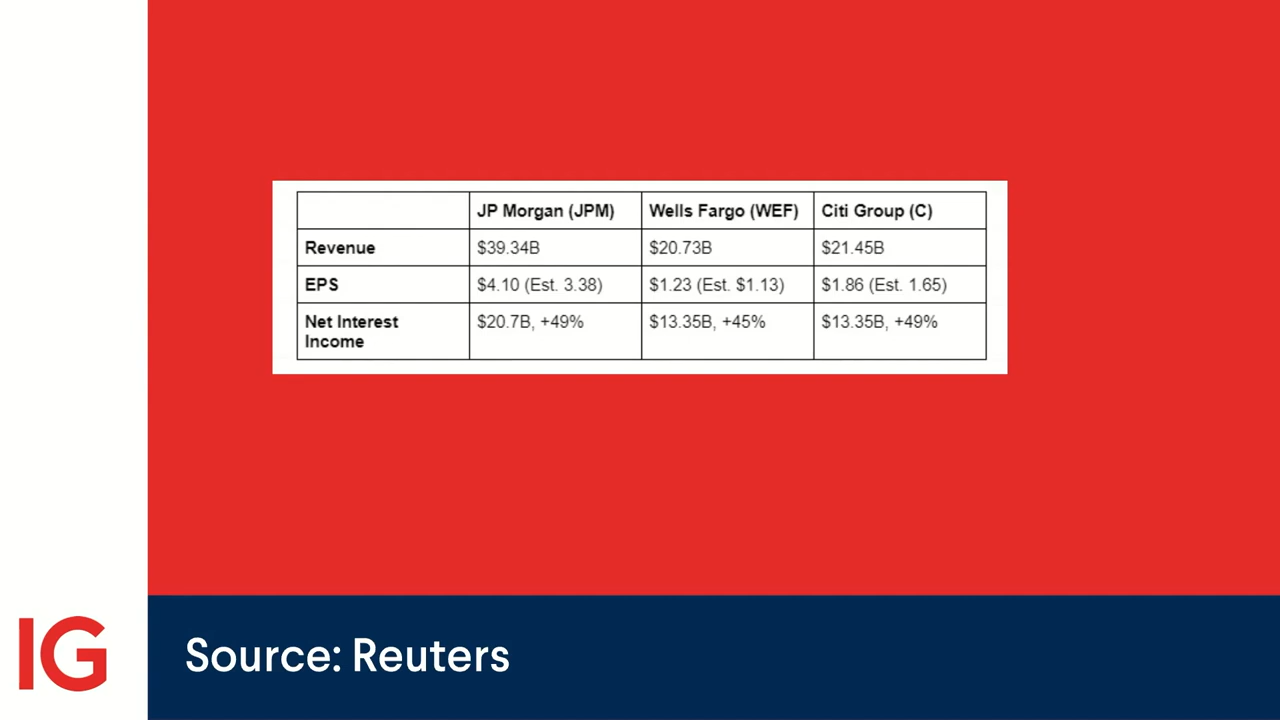 JP Morgan (JPM) Wells Fargo (WEF) Citi Group (C)
Revenue $39.34B $20.73B $21.45B
EPS $4.10 (Est. 3.38) $1.23 (Est. $1.13) $1.86 (Est. 1.65)
Net Interest $20.7B, +49% $13.35B, +45% $13.35B, +49%
Income
IG
Source: Reuters